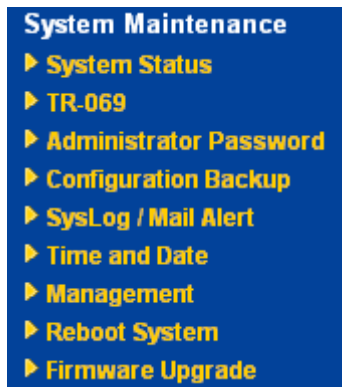 System Maintenance
System Status
TR-069
Administrator Password
Configuration Backup
SysLog / Mail Alert
Time and Date
Management
Reboot System
Firmware Upgrade